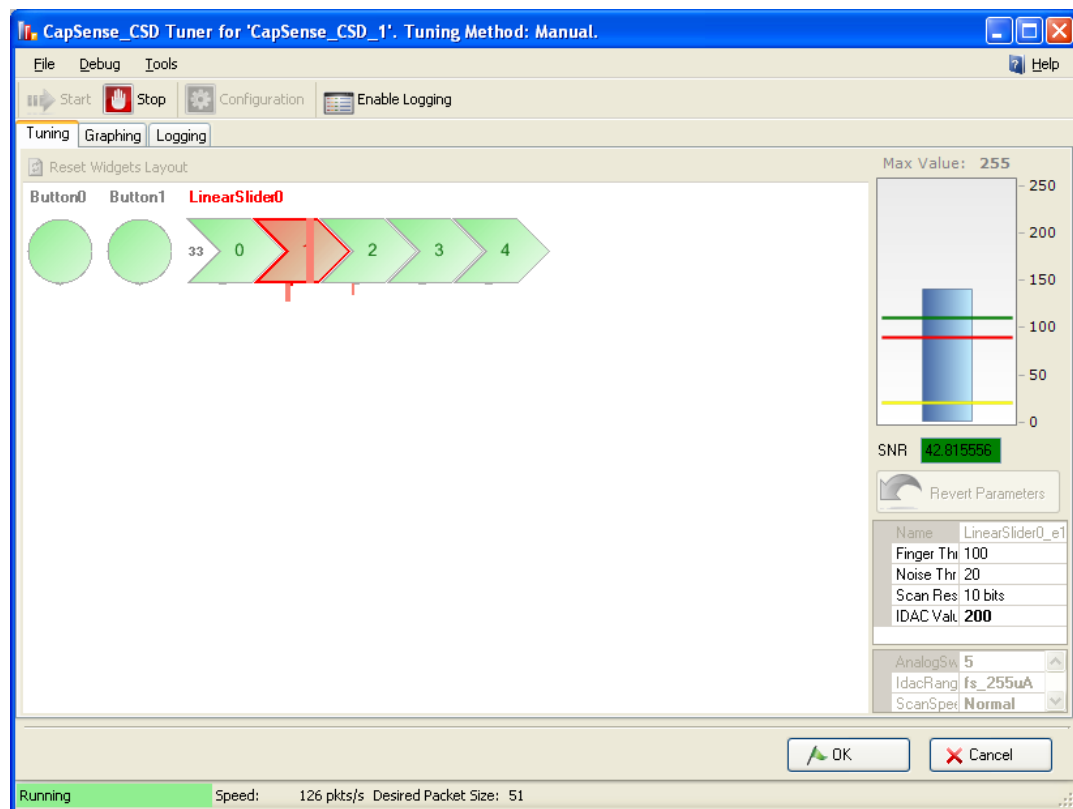 CapSense_CSD Tuner for 'CapSense_CSD_1'. Tuning Method: Manual.
File Debug Tools Help
Start Stop Configuration Enable Logging
Tuning Graphing Logging
Reset Widgets Layout
Max Value: 255
Button0 Button1 LinearSlider0
33 0 1 2 3 4
250
200
150
100
50
0
SNR 42.815556
Revert Parameters
Name LinearSlider0_e1
Finger Thr 100
Noise Thr 20
Scan Res 10 bits
IDAC Valu 200
AnalogSw 5
IdacRang fs_255uA
ScanSpee Normal
OK Cancel
Running Speed: 126 pkts/s Desired Packet Size: 51